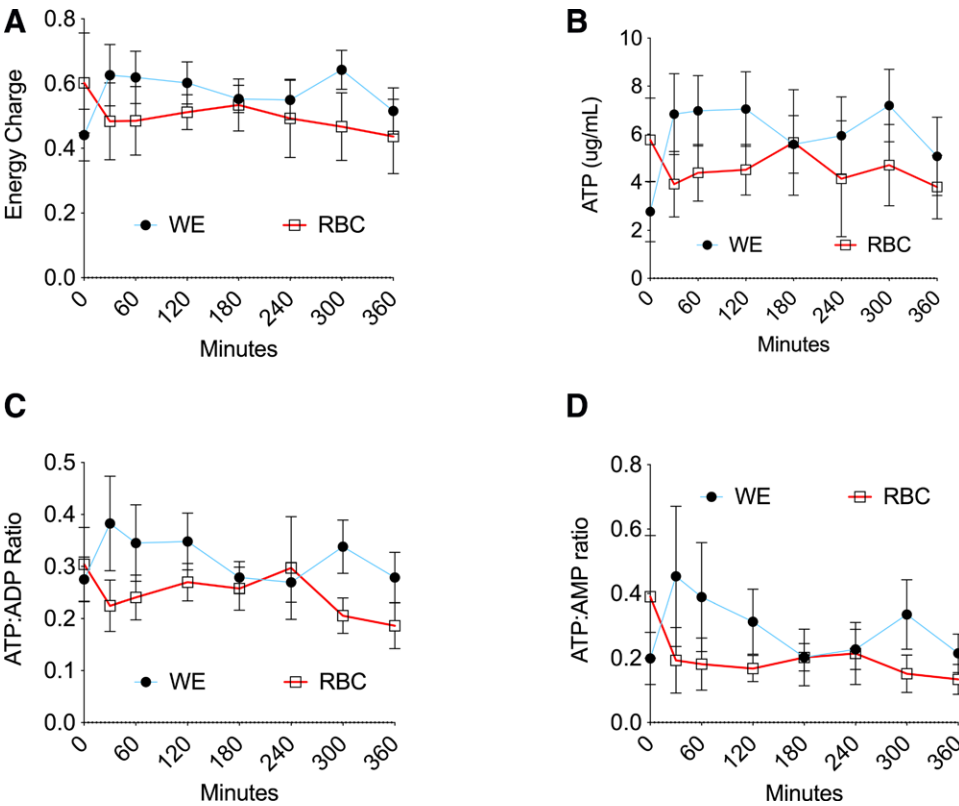 A
Energy Charge
0.8
0.6
0.4
0.2
0.0
WE RBC
0 60 120 180 240 300 360
Minutes
B
ATP (ug/mL)
10
8
6
4
2
0
WE RBC
0 60 120 180 240 300 360
Minutes
C
ATP:ADP Ratio
0.5
0.4
0.3
0.2
0.1
0.0
WE RBC
0 60 120 180 240 300 360
Minutes
D
ATP:AMP ratio
0.8
0.6
0.4
0.2
0.0
WE RBC
0 60 120 180 240 300 360
Minutes